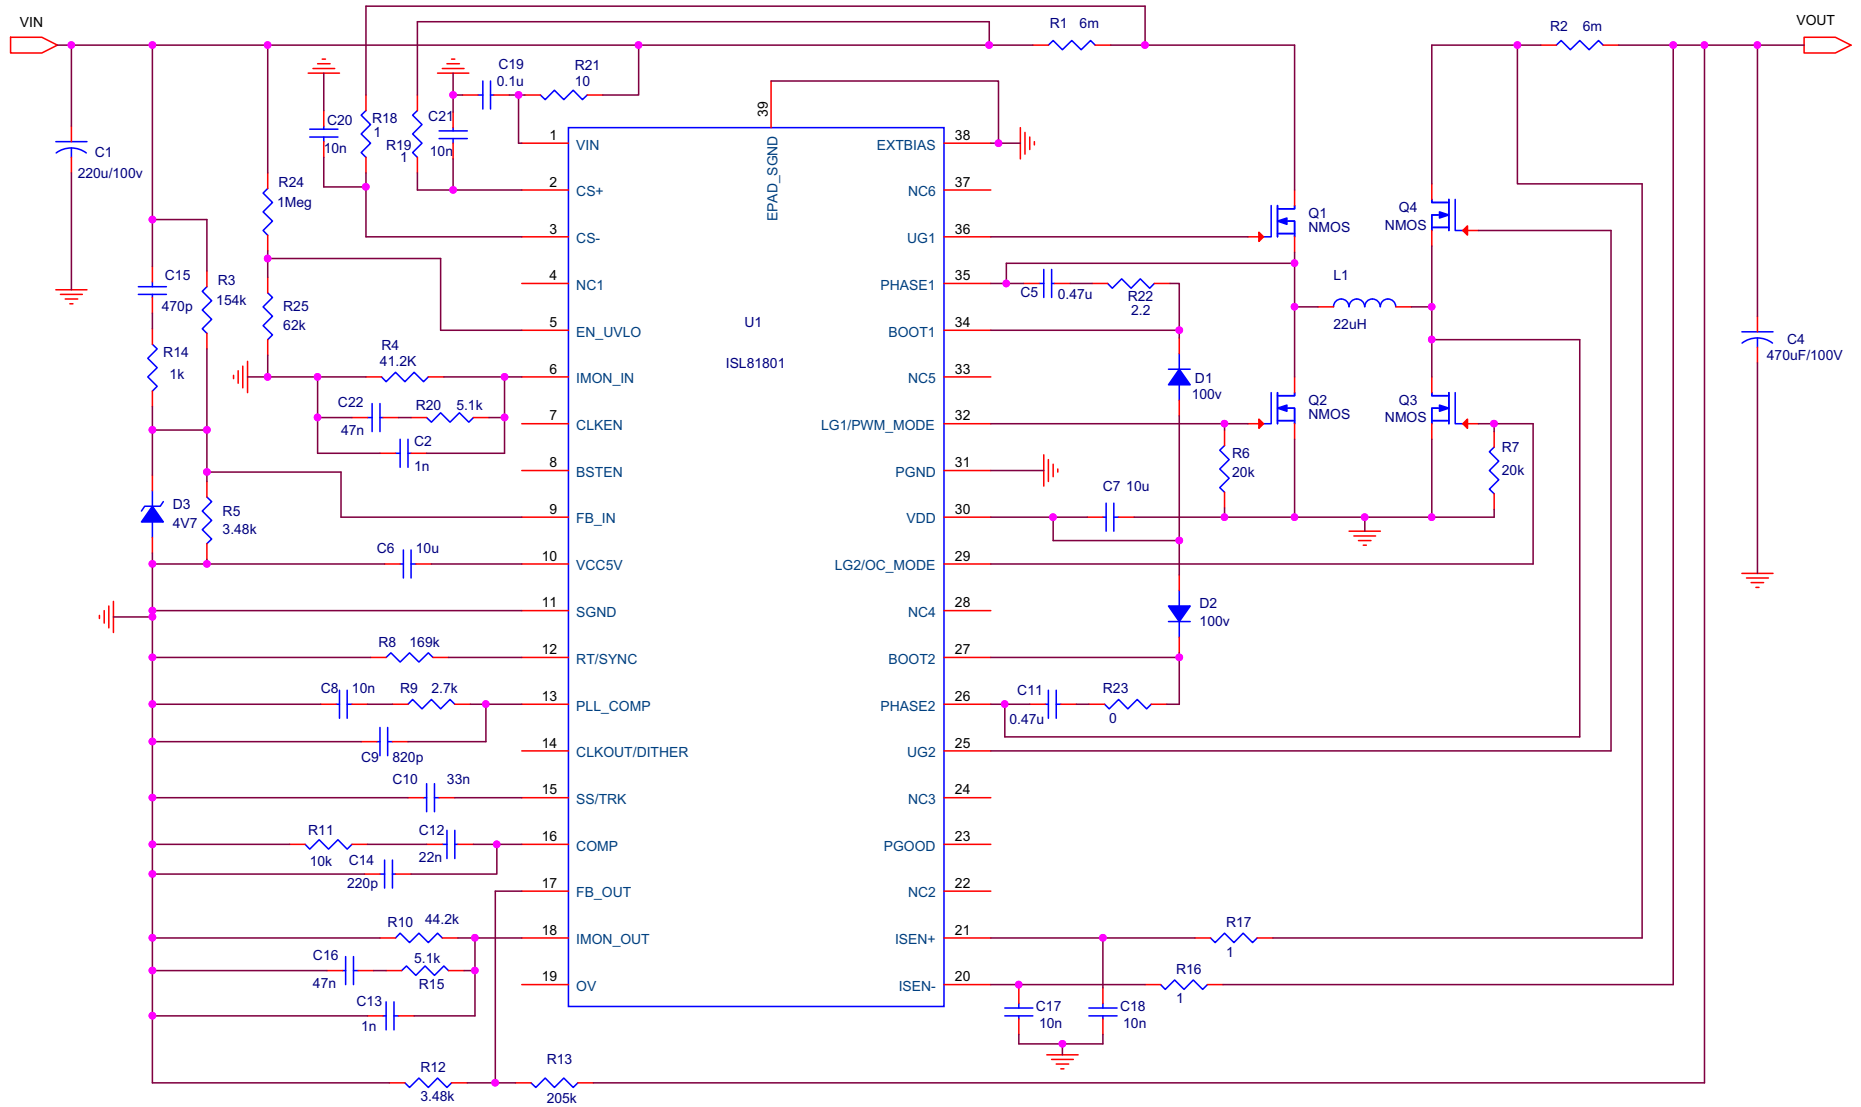 VIN
R1 6m
R2 6m
VOUT
C19
0.1u
R21
10
C20
10n
R18
1
R19
1
C21
10n
C1
220u/100v
R24
1Meg
C15
470p
R3
154k
R25
62k
R14
1k
R4
41.2K
C22
47n
R20 5.1k
C2
1n
D3
4V7
R5
3.48k
C6 10u
R8 169k
C8 10n
R9 2.7k
C9 820p
C10 33n
R11
10k
C12
22n
C14
220p
R10 44.2k
C16
47n
5.1k
R15
C13
1n
R12
3.48k
R13
205k
U1
ISL81801
39
EPAD_SGND
1 VIN
2 CS+
3 CS-
4 NC1
5 EN_UVLO
6 IMON_IN
7 CLKEN
8 BSTEN
9 FB_IN
10 VCC5V
11 SGND
12 RT/SYNC
13 PLL_COMP
14 CLKOUT/DITHER
15 SS/TRK
16 COMP
17 FB_OUT
18 IMON_OUT
19 OV
EXTBIAS 38
NC6 37
UG1 36
PHASE1 35
BOOT1 34
NC5 33
LG1/PWM_MODE 32
PGND 31
VDD 30
LG2/OC_MODE 29
NC4 28
BOOT2 27
PHASE2 26
UG2 25
NC3 24
PGOOD 23
NC2 22
ISEN+ 21
ISEN- 20
Q1
NMOS
Q4
NMOS
C5 0.47u
R22
2.2
L1
22uH
D1
100v
Q2
NMOS
Q3
NMOS
C4
470uF/100V
R6
20k
R7
20k
C7 10u
D2
100v
C11
0.47u
R23
0
R17
1
R16
1
C17
10n
C18
10n